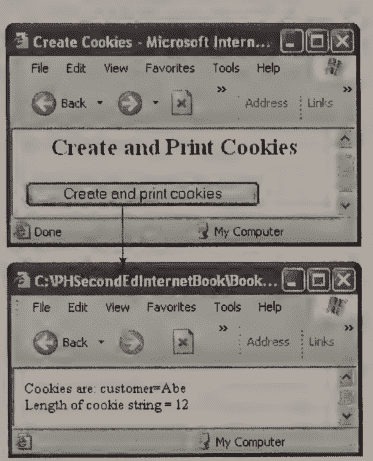 Create Cookies - Microsoft Intern...
File Edit View Favorites Tools Help
Back » Address Links »
Create and Print Cookies
Create and print cookies
Done My Computer
C:\PHSecondEdInternetBook\Book...
File Edit View Favorites Tools Help
Back » Address Links »
Cookies are: customer=Abe
Length of cookie string = 12
My Computer